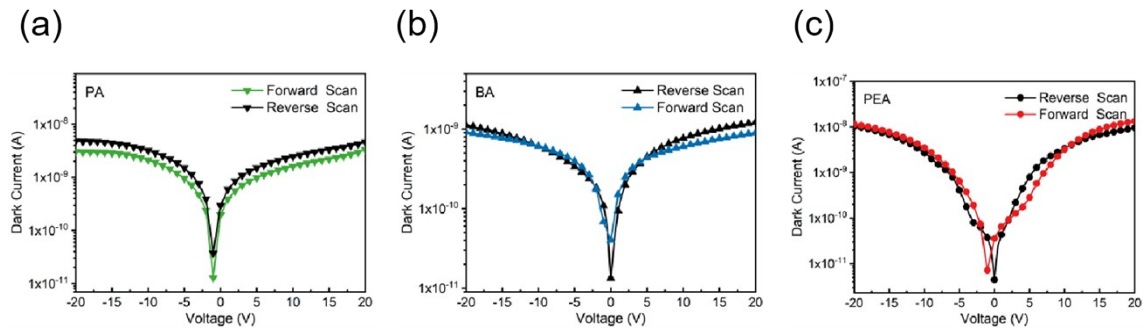 (a)
PA
Forward Scan
Reverse Scan
Dark Current (A)
1x10⁻⁸
1x10⁻⁹
1x10⁻¹⁰
1x10⁻¹¹
-20 -15 -10 -5 0 5 10 15 20
Voltage (V)
(b)
BA
Reverse Scan
Forward Scan
Dark Current (A)
1x10⁻⁹
1x10⁻¹⁰
1x10⁻¹¹
-20 -15 -10 -5 0 5 10 15 20
Voltage (V)
(c)
PEA
Reverse Scan
Forward Scan
Dark Current (A)
1x10⁻⁷
1x10⁻⁸
1x10⁻⁹
1x10⁻¹⁰
1x10⁻¹¹
-20 -15 -10 -5 0 5 10 15 20
Voltage (V)